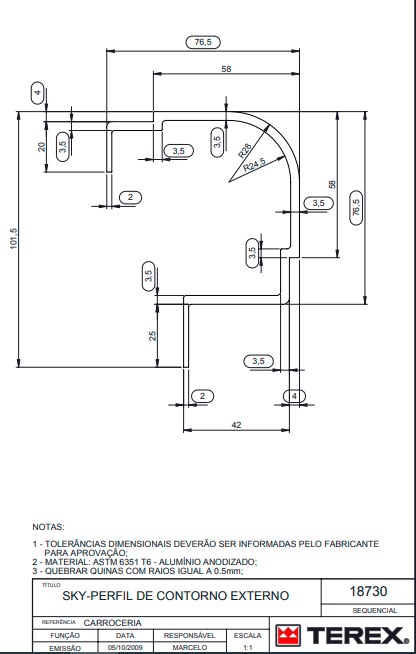 76,5
58
4
3,5
20
3,5
3,5
R28
R24,5
2
3,5
58
76,5
101,5
3,5
3,5
25
3,5
2
4
42
NOTAS:
1 - TOLERÂNCIAS DIMENSIONAIS DEVERÃO SER INFORMADAS PELO FABRICANTE
PARA APROVAÇÃO;
2 - MATERIAL: ASTM 6351 T6 - ALUMÍNIO ANODIZADO;
3 - QUEBRAR QUINAS COM RAIOS IGUAL A 0.5mm;
TÍTULO
SKY-PERFIL DE CONTORNO EXTERNO
18730
SEQUENCIAL
REFERÊNCIA CARROCERIA
FUNÇÃO DATA RESPONSÁVEL ESCALA
EMISSÃO 05/10/2009 MARCELO 1:1
TEREX.